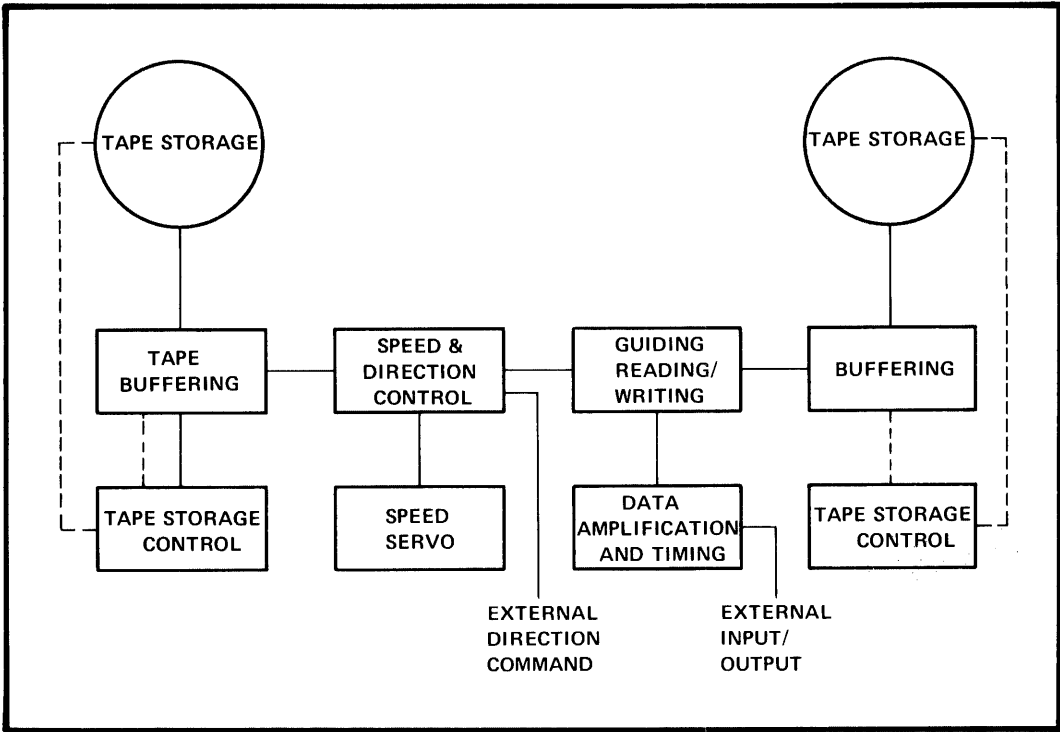 TAPE STORAGE
TAPE STORAGE
TAPE
BUFFERING
SPEED &
DIRECTION
CONTROL
GUIDING
READING/
WRITING
BUFFERING
TAPE STORAGE
CONTROL
SPEED
SERVO
DATA
AMPLIFICATION
AND TIMING
TAPE STORAGE
CONTROL
EXTERNAL
DIRECTION
COMMAND
EXTERNAL
INPUT/
OUTPUT